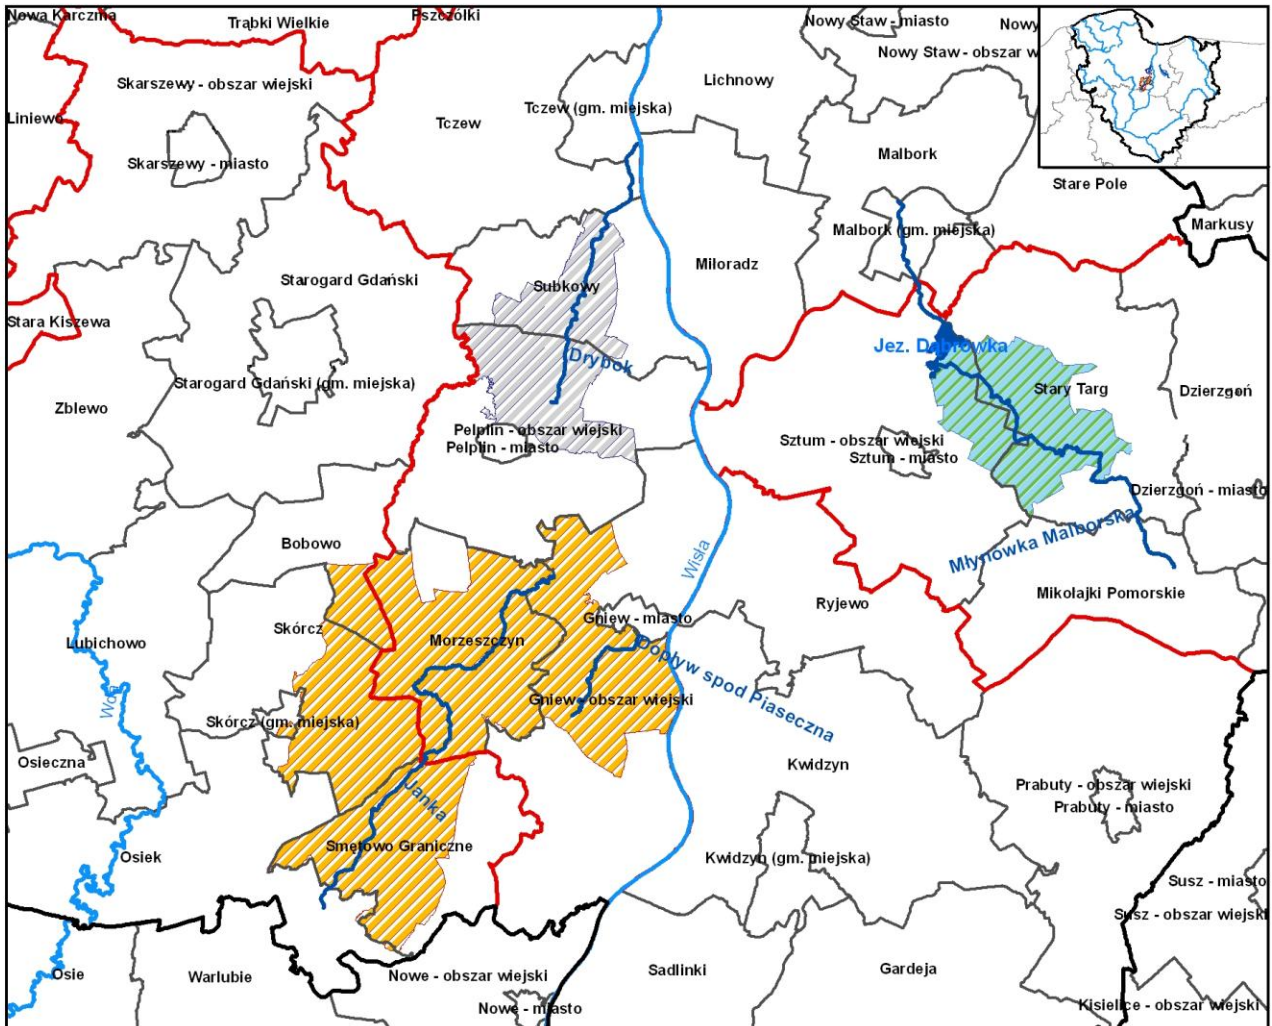 Nowa Karczma
Trąbki Wielkie
Pszczółki
Nowy Staw - miasto
Nowy
Nowy Staw - obszar w
Skarszewy - obszar wiejski
Lichnowy
Tczew (gm. miejska)
Liniewo
Tczew
Skarszewy - miasto
Malbork
Stare Pole
Markusy
Malbork (gm. miejska)
Miłoradz
Starogard Gdański
Subkowy
Stara Kiszewa
Jez. Dąbrówka
Drybok
Starogard Gdański (gm. miejska)
Stary Targ
Dzierzgoń
Zblewo
Pelplin - obszar wiejski
Pelplin - miasto
Sztum - obszar wiejski
Sztum - miasto
Dzierzgoń - miasto
Młynówka Malborska
Bobowo
Wisła
Mikołajki Pomorskie
Ryjewo
Gniew - miasto
Skórcz
Morzeszczyn
Lubichowo
Dopływ spod Piaseczna
Gniew - obszar wiejski
Wda
Skórcz (gm. miejska)
Osieczna
Kwidzyn
Prabuty - obszar wiejski
Prabuty - miasto
Janka
Smętowo Graniczne
Osiek
Kwidzyn (gm. miejska)
Susz - miasto
Susz - obszar wiejski
Osie
Warlubie
Nowe - obszar wiejski
Sadlinki
Gardeja
Nowe - miasto
Kisielice - obszar wiejski